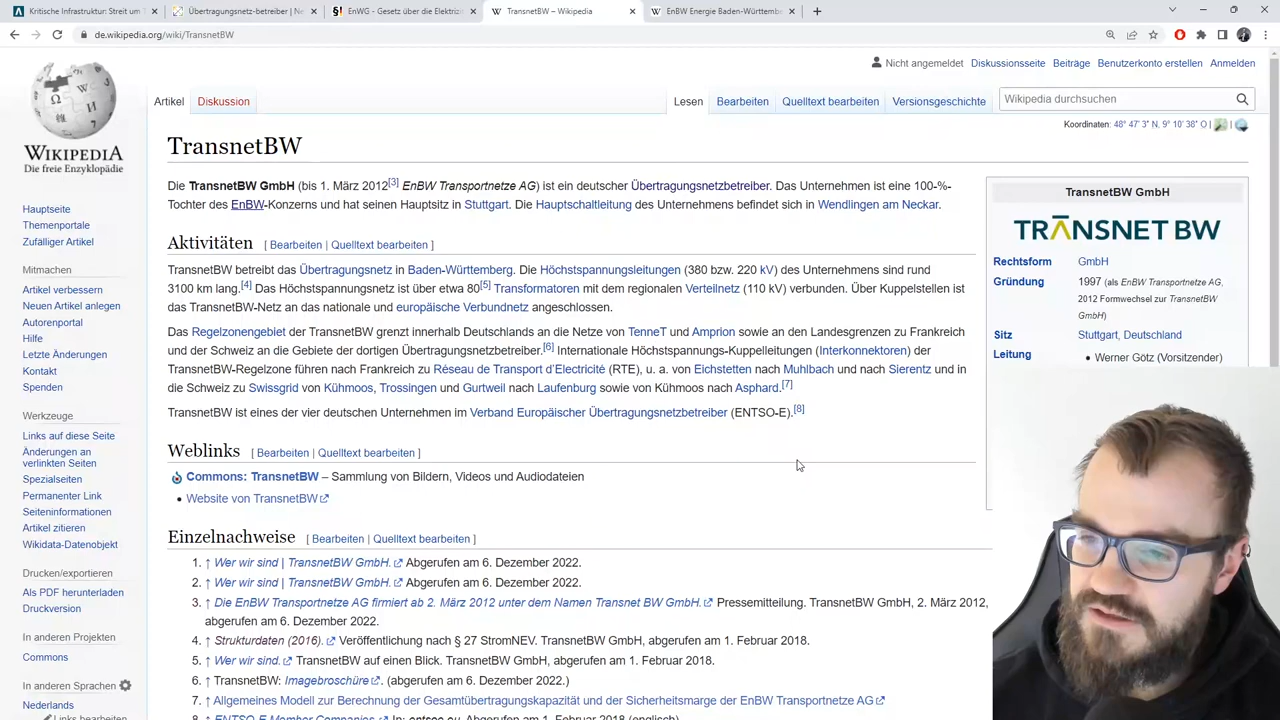 Kritische Infrastruktur: Streit um T
Übertragungsnetz-betreiber | Ne
EnWG - Gesetz über die Elektrizi
TransnetBW – Wikipedia
EnBW Energie Baden-Württembe
de.wikipedia.org/wiki/TransnetBW
WIKIPEDIA
Die freie Enzyklopädie
Hauptseite
Themenportale
Zufälliger Artikel
Mitmachen
Artikel verbessern
Neuen Artikel anlegen
Autorenportal
Hilfe
Letzte Änderungen
Kontakt
Spenden
Werkzeuge
Links auf diese Seite
Änderungen an
verlinkten Seiten
Spezialseiten
Permanenter Link
Seiteninformationen
Artikel zitieren
Wikidata-Datenobjekt
Drucken/exportieren
Als PDF herunterladen
Druckversion
In anderen Projekten
Commons
In anderen Sprachen
Nederlands
Links bearbeiten
Nicht angemeldet Diskussionsseite Beiträge Benutzerkonto erstellen Anmelden
Artikel Diskussion Lesen Bearbeiten Quelltext bearbeiten Versionsgeschichte Wikipedia durchsuchen
Koordinaten: 48° 47′ 3″ N, 9° 10′ 38″ O
TransnetBW
Die TransnetBW GmbH (bis 1. März 2012[3] EnBW Transportnetze AG) ist ein deutscher Übertragungsnetzbetreiber. Das Unternehmen ist eine 100-%-
Tochter des EnBW-Konzerns und hat seinen Hauptsitz in Stuttgart. Die Hauptschaltleitung des Unternehmens befindet sich in Wendlingen am Neckar.
Aktivitäten [ Bearbeiten | Quelltext bearbeiten ]
TransnetBW betreibt das Übertragungsnetz in Baden-Württemberg. Die Höchstspannungsleitungen (380 bzw. 220 kV) des Unternehmens sind rund
3100 km lang.[4] Das Höchstspannungsnetz ist über etwa 80[5] Transformatoren mit dem regionalen Verteilnetz (110 kV) verbunden. Über Kuppelstellen ist
das TransnetBW-Netz an das nationale und europäische Verbundnetz angeschlossen.
Das Regelzonengebiet der TransnetBW grenzt innerhalb Deutschlands an die Netze von TenneT und Amprion sowie an den Landesgrenzen zu Frankreich
und der Schweiz an die Gebiete der dortigen Übertragungsnetzbetreiber.[6] Internationale Höchstspannungs-Kuppelleitungen (Interkonnektoren) der
TransnetBW-Regelzone führen nach Frankreich zu Réseau de Transport d'Electricité (RTE), u. a. von Eichstetten nach Muhlbach und nach Sierentz und in
die Schweiz zu Swissgrid von Kühmoos, Trossingen und Gurtweil nach Laufenburg sowie von Kühmoos nach Asphard.[7]
TransnetBW ist eines der vier deutschen Unternehmen im Verband Europäischer Übertragungsnetzbetreiber (ENTSO-E).[8]
Weblinks [ Bearbeiten | Quelltext bearbeiten ]
Commons: TransnetBW – Sammlung von Bildern, Videos und Audiodateien
• Website von TransnetBW
Einzelnachweise [ Bearbeiten | Quelltext bearbeiten ]
1. ↑ Wer wir sind | TransnetBW GmbH. Abgerufen am 6. Dezember 2022.
2. ↑ Wer wir sind | TransnetBW GmbH. Abgerufen am 6. Dezember 2022.
3. ↑ Die EnBW Transportnetze AG firmiert ab 2. März 2012 unter dem Namen Transnet BW GmbH. Pressemitteilung. TransnetBW GmbH, 2. März 2012,
abgerufen am 6. Dezember 2022.
4. ↑ Strukturdaten (2016). Veröffentlichung nach § 27 StromNEV. TransnetBW GmbH, abgerufen am 1. Februar 2018.
5. ↑ Wer wir sind. TransnetBW auf einen Blick. TransnetBW GmbH, abgerufen am 1. Februar 2018.
6. ↑ TransnetBW: Imagebroschüre. (abgerufen am 6. Dezember 2022.)
7. ↑ Allgemeines Modell zur Berechnung der Gesamtübertragungskapazität und der Sicherheitsmarge der EnBW Transportnetze AG
8. ↑ ENTSO-E Member Companies. In: entsoe.eu. Abgerufen am 1. Februar 2018 (englisch).
TransnetBW GmbH
TRANSNET BW
Rechtsform GmbH
Gründung 1997 (als EnBW Transportnetze AG,
2012 Formwechsel zur TransnetBW
GmbH)
Sitz Stuttgart, Deutschland
Leitung • Werner Götz (Vorsitzender)